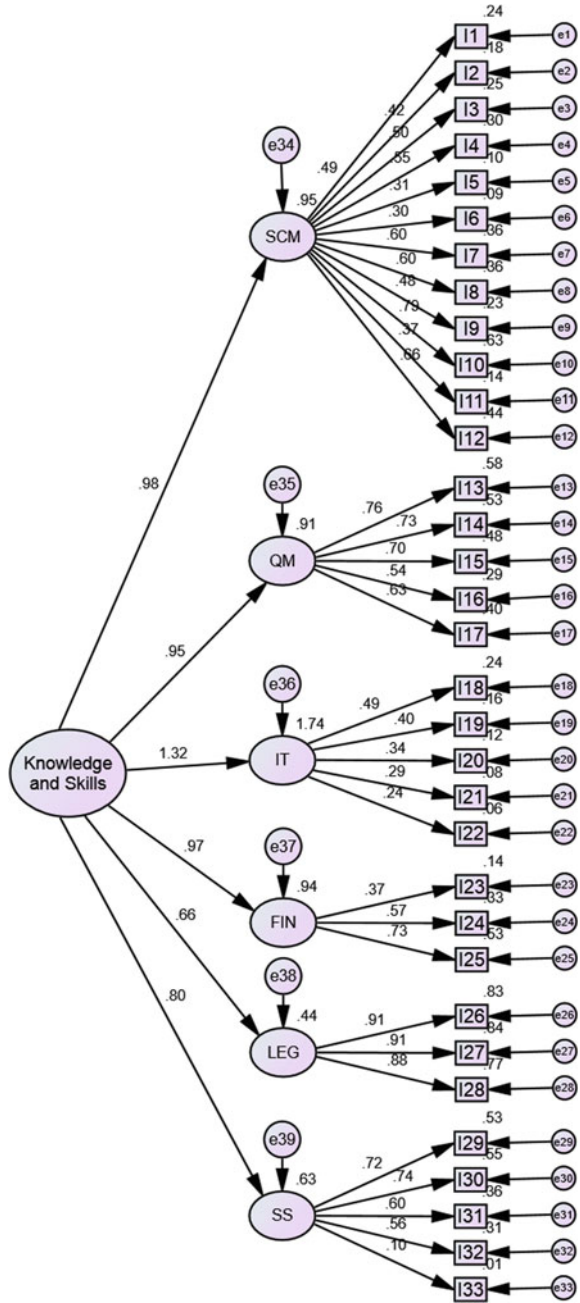 .24
I1
e1
.18
I2
e2
.25
I3
e3
.42
.30
e34
.50
I4
e4
.55
.10
.49
I5
e5
.31
.09
.95
I6
e6
.30
.36
SCM
.60
I7
e7
.60
.36
I8
e8
.48
.23
I9
e9
.79
.63
.37
I10
e10
.66
.14
I11
e11
.44
I12
e12
.98
.58
e35
I13
e13
.76
.53
.91
.73
I14
e14
.48
QM
.70
I15
e15
.54
.29
I16
e16
.63
.40
I17
e17
.95
.24
e36
I18
e18
.49
.16
1.74
.40
I19
e19
.12
Knowledge
and Skills
1.32
IT
.34
I20
e20
.29
.08
I21
e21
.24
.06
I22
e22
e37
.97
.14
.94
.37
I23
e23
.33
FIN
.57
I24
e24
.66
.73
.53
I25
e25
e38
.83
.44
.91
I26
e26
.84
.80
LEG
.91
I27
e27
.88
.77
I28
e28
.53
e39
I29
e29
.72
.55
.63
.74
I30
e30
.36
SS
.60
I31
e31
.56
.31
I32
e32
.10
.01
I33
e33